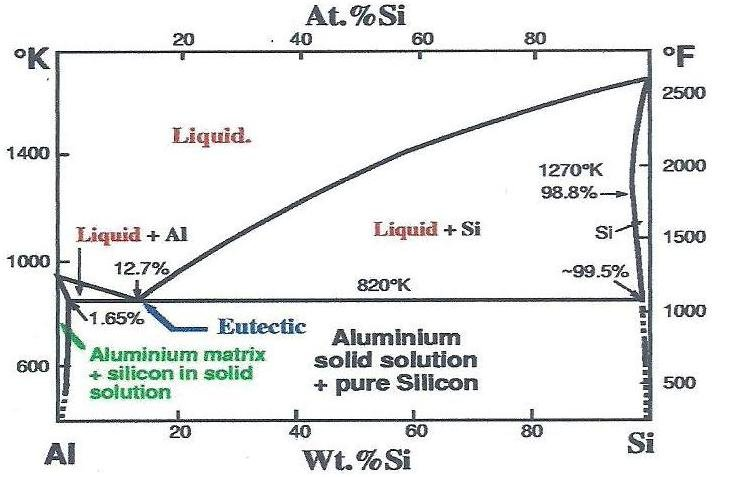 At.%Si
20 40 60 80
°K °F
2500
Liquid.
1400
2000
1270°K
98.8%
Liquid + Al
Liquid + Si
Si
1500
1000
12.7%
~99.5%
820°K
1000
1.65%
Eutectic
Aluminium matrix
+ silicon in solid
solution
Aluminium
solid solution
+ pure Silicon
600
500
20 40 60 80
Al Si
Wt.%Si